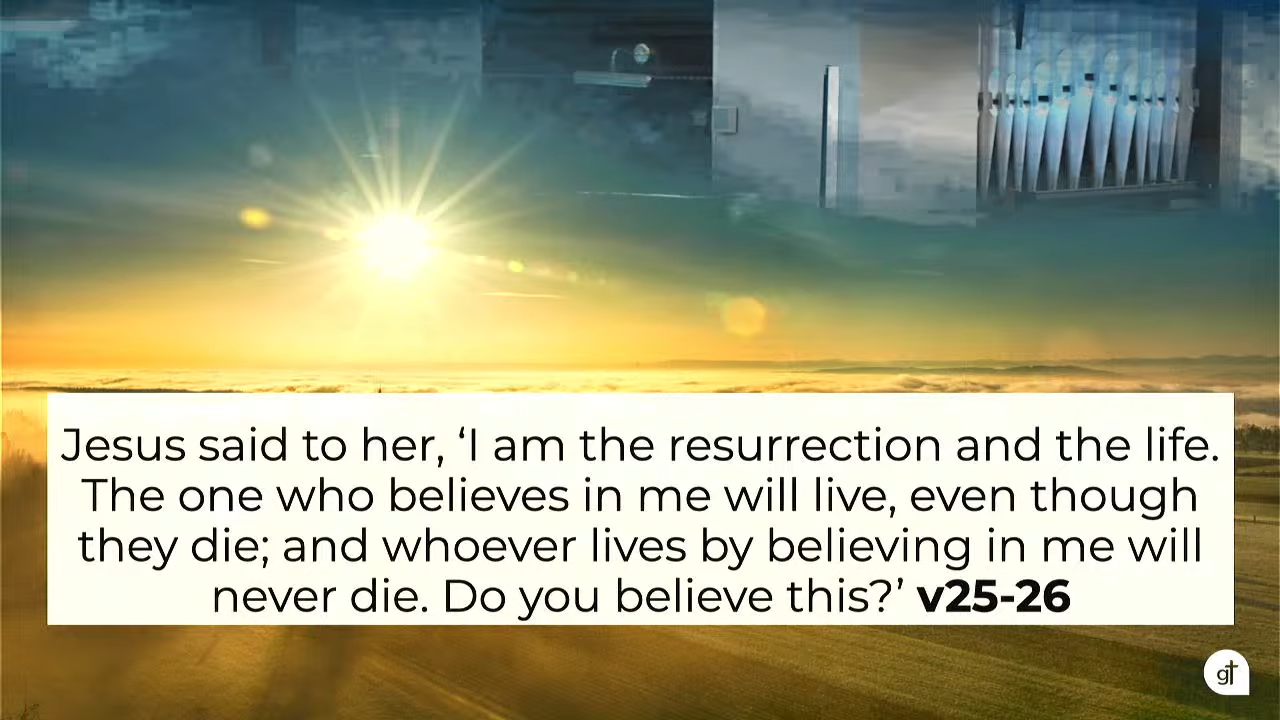 Jesus said to her, ‘I am the resurrection and the life.
The one who believes in me will live, even though
they die; and whoever lives by believing in me will
never die. Do you believe this?’ v25-26
gt